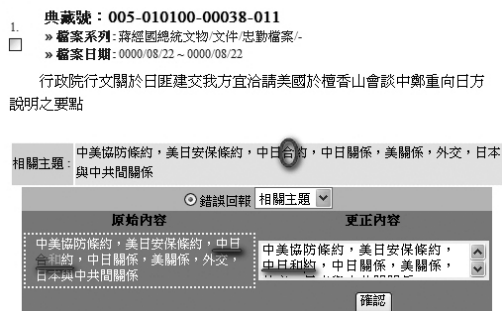 1.
典藏號：005-010100-00038-011
» 檔案系列:蔣經國總統文物/文件/忠勤檔案/-
» 檔案日期:0000/08/22～0000/08/22
行政院行文關於日匪建交我方宜洽請美國於檀香山會談中鄭重向日方
說明之要點
相關主題：
中美協防條約，美日安保條約，中日合約，中日關係，美關係，外交，日本
與中共間關係
錯誤回報 相關主題
原始內容 更正內容
中美協防條約，美日安保條約，中日
約，中日關係，美關係，外交，
日本與中共間關係
中美協防條約，美日安保條約，
中日和約，中日關係，美關係，
確認